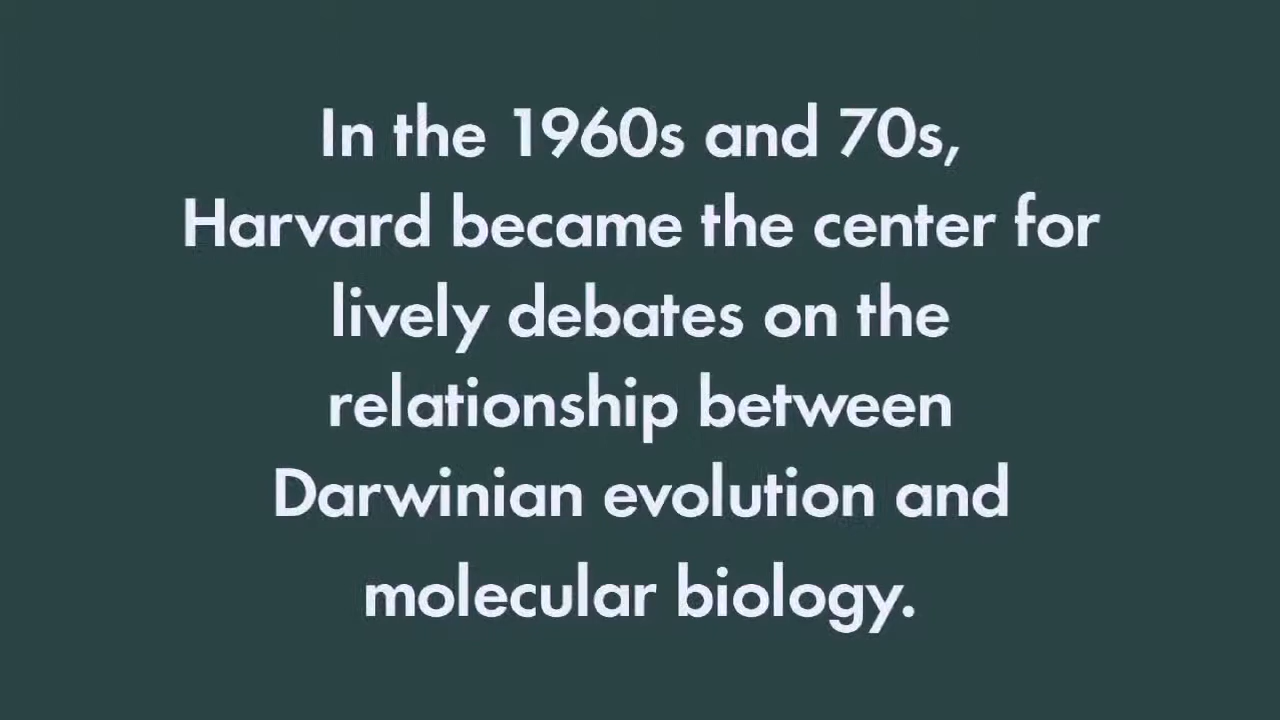 In the 1960s and 70s,
Harvard became the center for
lively debates on the
relationship between
Darwinian evolution and
molecular biology.